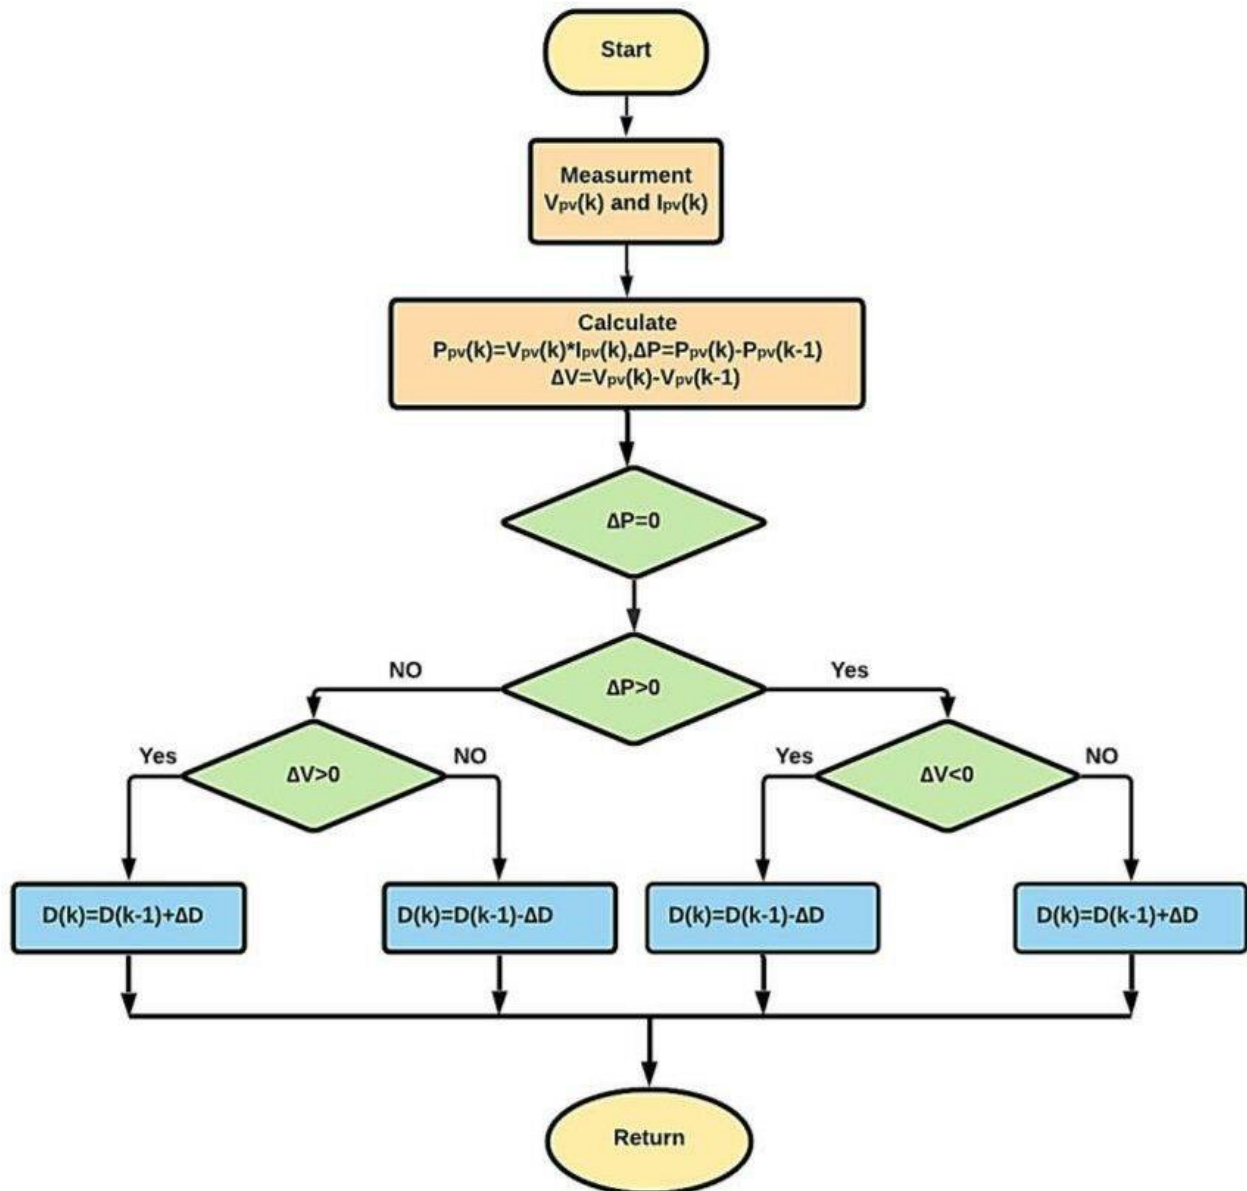 Start
Measurment
Vpv(k) and Ipv(k)
Calculate
Ppv(k)=Vpv(k)*Ipv(k),ΔP=Ppv(k)-Ppv(k-1)
ΔV=Vpv(k)-Vpv(k-1)
ΔP=0
ΔP>0
NO
Yes
ΔV>0
Yes
NO
ΔV<0
Yes
NO
D(k)=D(k-1)+ΔD
D(k)=D(k-1)-ΔD
D(k)=D(k-1)-ΔD
D(k)=D(k-1)+ΔD
Return